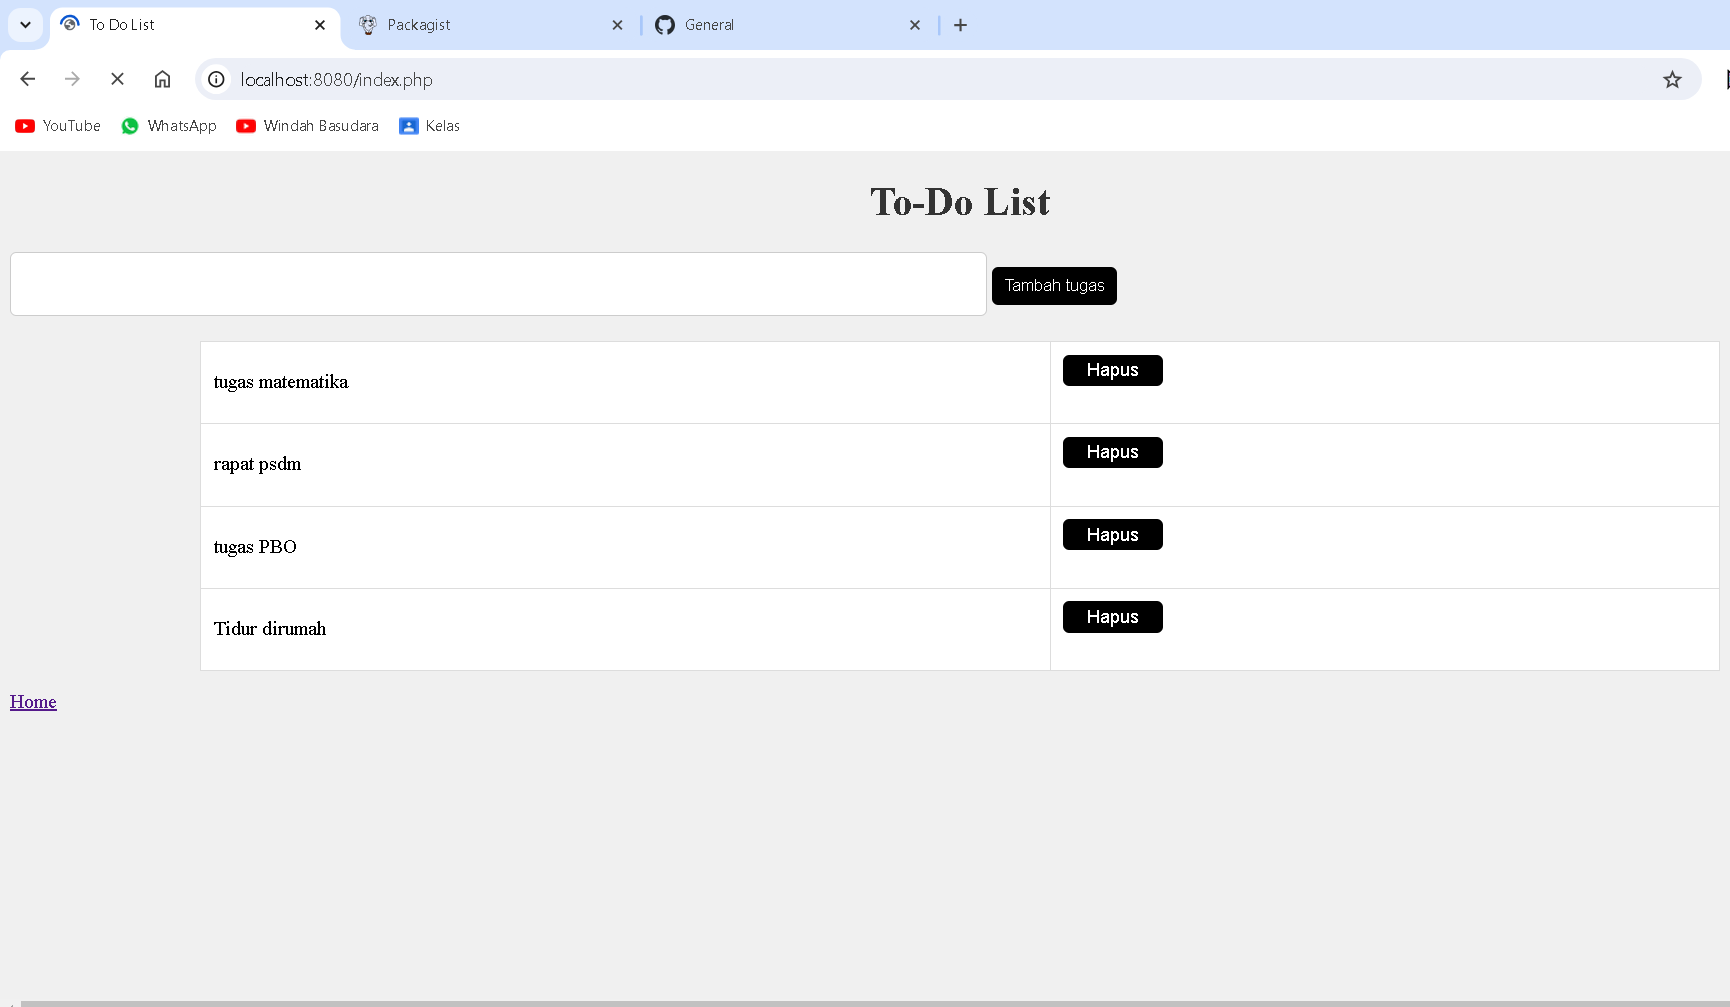 To Do List
Packagist
General
localhost:8080/index.php
YouTube
WhatsApp
Windah Basudara
Kelas
To-Do List
Tambah tugas
tugas matematika
Hapus
rapat psdm
Hapus
tugas PBO
Hapus
Tidur dirumah
Hapus
Home